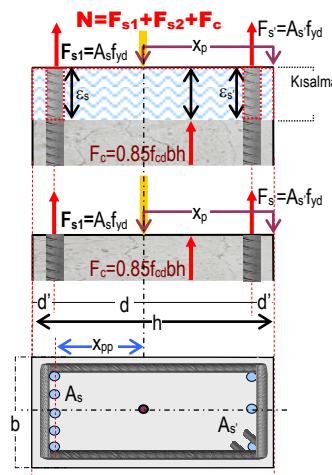 N=Fs1+Fs2+Fc
Fs1=Asfyd
xp
Fs'=As'fyd
εs
εs'
Kısalma
Fc=0.85fcdbh
Fs1=Asfyd
xp
Fs=As'fyd
Fc=0.85fcdbh
d'
d
d'
h
xpp
b
As
As'